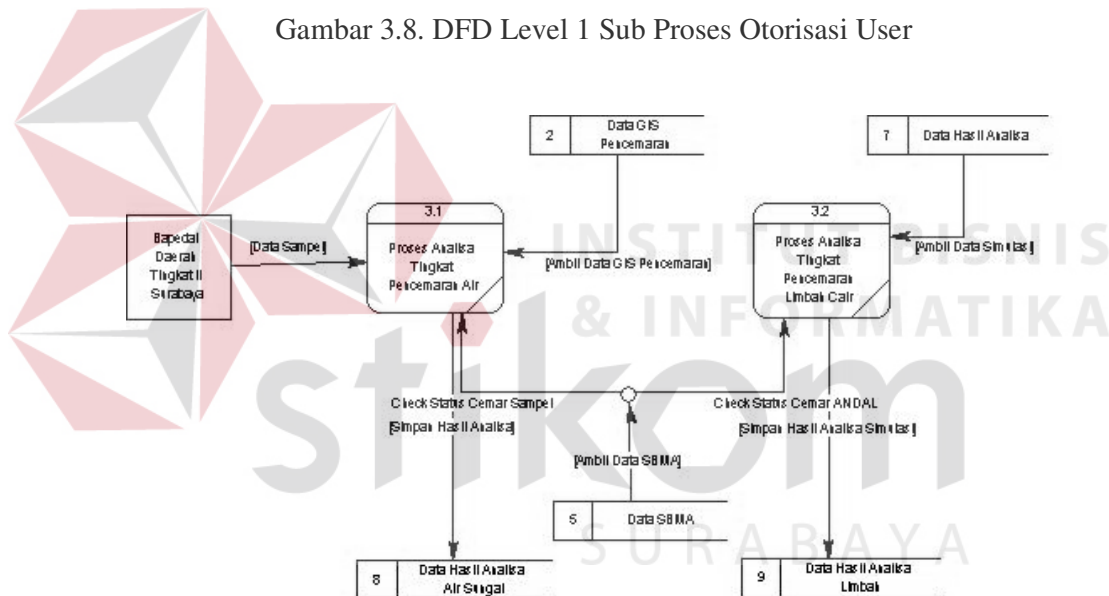 Gambar 3.8. DFD Level 1 Sub Proses Otorisasi User
2
Data GIS
Pencemaran
7
Data Hasil Analisa
Bapedal
Daerah
Tingkat II
Surabaya
[Data Sampel]
3.1
Proses Analisa
Tingkat
Pencemaran Air
[Ambil Data GIS Pencemaran]
3.2
Proses Analisa
Tingkat
Pencemaran
Limbah Cair
[Ambil Data Simulasi]
INSTITUT BISNIS
& INFORMATIKA
stikom
SURABAYA
Check Status Cemar Sampel
[Simpan Hasil Analisa]
Check Status Cemar ANDAL
[Simpan Hasil Analisa Simulasi]
[Ambil Data SBMA]
5
Data SBMA
8
Data Hasil Analisa
Air Sungai
9
Data Hasil Analisa
Limbah